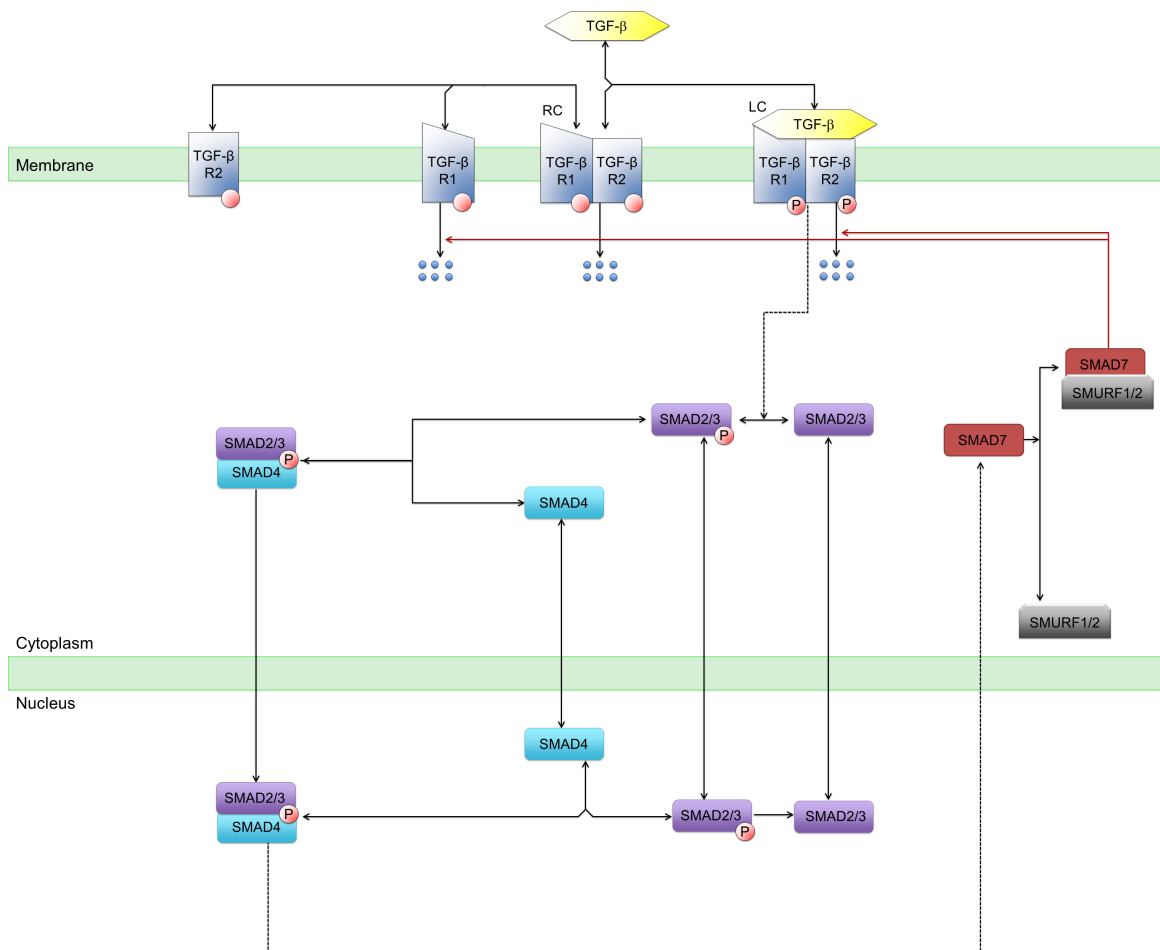 TGF-β
RC
LC
TGF-β
Membrane
TGF-β
R2
TGF-β
R1
TGF-β
R1
TGF-β
R2
TGF-β
R1
TGF-β
R2
P
P
SMAD7
SMURF1/2
SMAD2/3
P
SMAD2/3
SMAD2/3
P
SMAD4
SMAD7
SMAD4
SMURF1/2
Cytoplasm
Nucleus
SMAD4
SMAD2/3
P
SMAD4
SMAD2/3
P
SMAD2/3